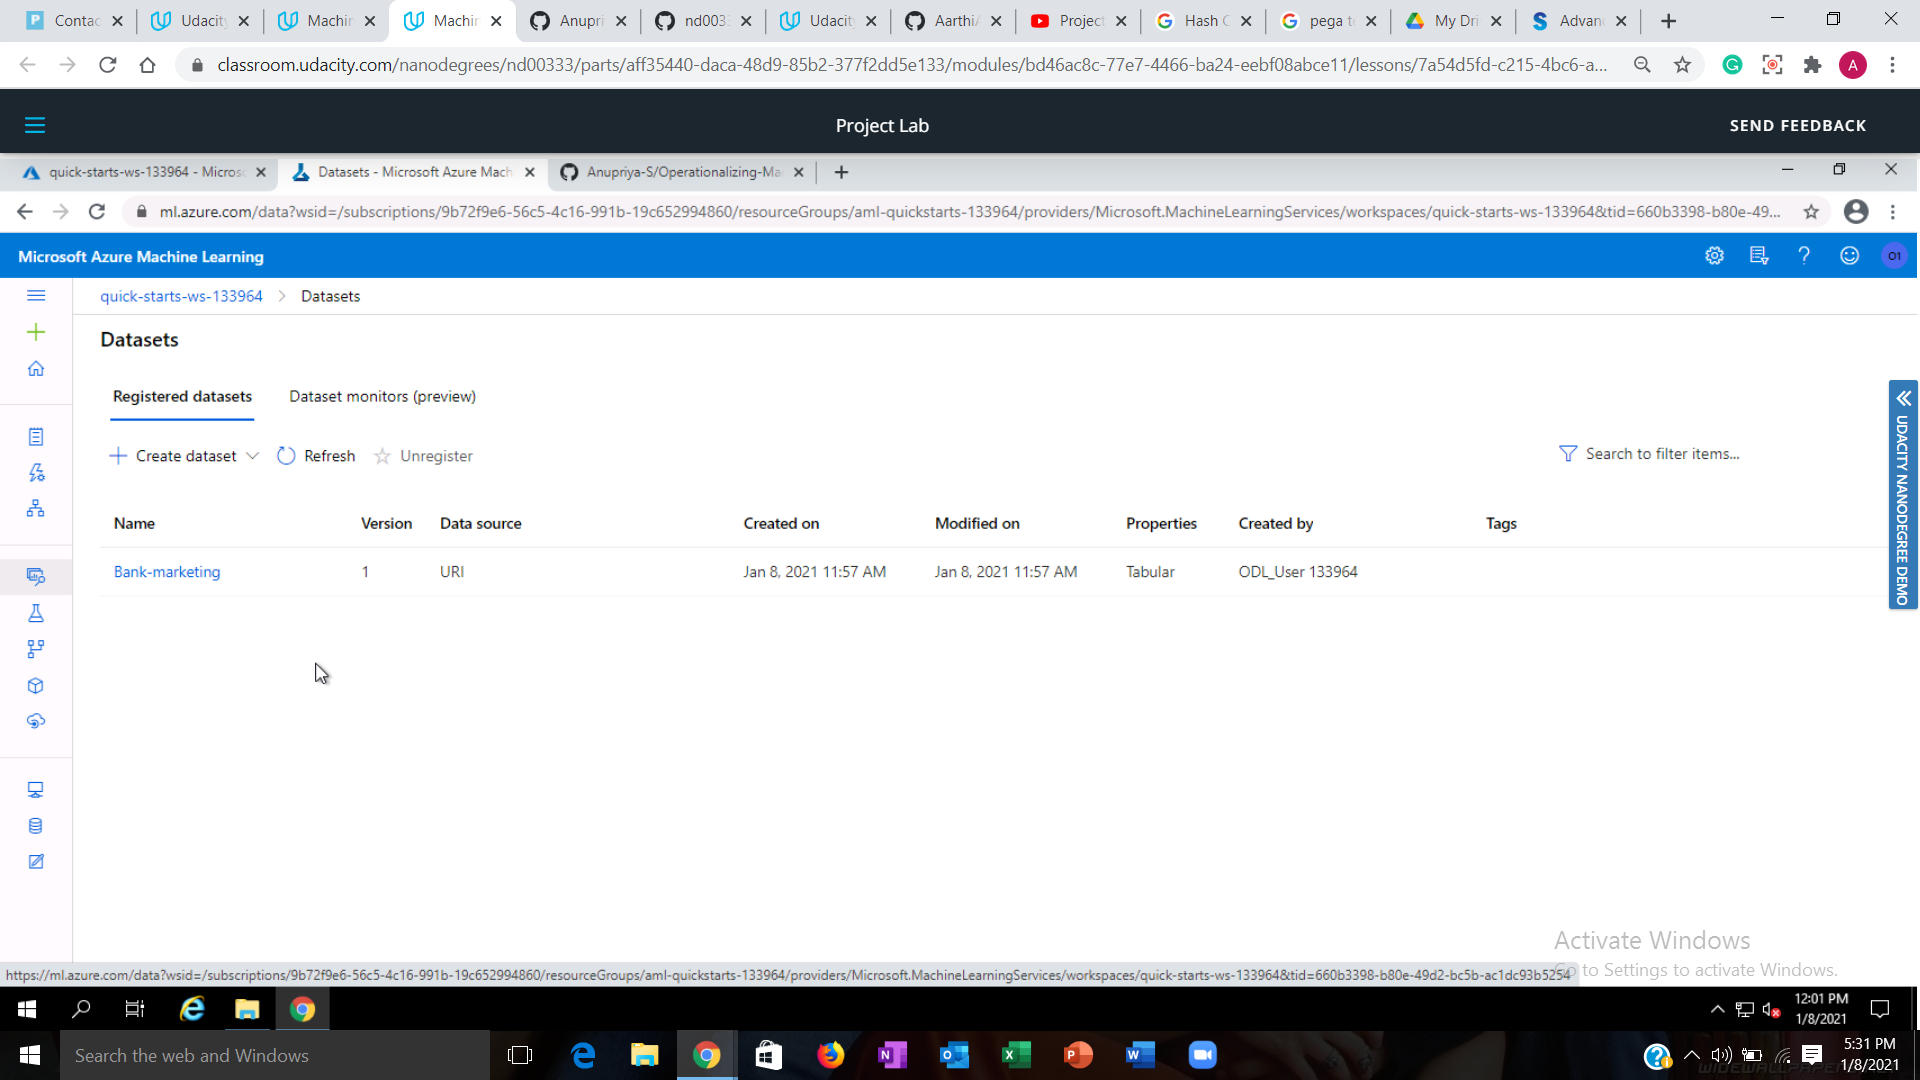 Contac
Udacity
Machin
Machin
Anupri
nd0033
Udacit
AarthiA
Project
Hash C
pega te
My Dri
Advan
classroom.udacity.com/nanodegrees/nd00333/parts/aff35440-daca-48d9-85b2-377f2dd5e133/modules/bd46ac8c-77e7-4466-ba24-eebf08abce11/lessons/7a54d5fd-c215-4bc6-a...
A
Project Lab
SEND FEEDBACK
quick-starts-ws-133964 - Micros
Datasets - Microsoft Azure Mach
Anupriya-S/Operationalizing-Ma
ml.azure.com/data?wsid=/subscriptions/9b72f9e6-56c5-4c16-991b-19c652994860/resourceGroups/aml-quickstarts-133964/providers/Microsoft.MachineLearningServices/workspaces/quick-starts-ws-133964&tid=660b3398-b80e-49...
Microsoft Azure Machine Learning
O1
quick-starts-ws-133964 > Datasets
Datasets
Registered datasets
Dataset monitors (preview)
Create dataset
Refresh
Unregister
Search to filter items...
UDACITY NANODEGREE DEMO
Name Version Data source Created on Modified on Properties Created by Tags
Bank-marketing 1 URI Jan 8, 2021 11:57 AM Jan 8, 2021 11:57 AM Tabular ODL_User 133964
Activate Windows
to Settings to activate Windows.
https://ml.azure.com/data?wsid=/subscriptions/9b72f9e6-56c5-4c16-991b-19c652994860/resourceGroups/aml-quickstarts-133964/providers/Microsoft.MachineLearningServices/workspaces/quick-starts-ws-133964&tid=660b3398-b80e-49d2-bc5b-ac1dc93b5254
12:01 PM
1/8/2021
Search the web and Windows
5:31 PM
1/8/2021